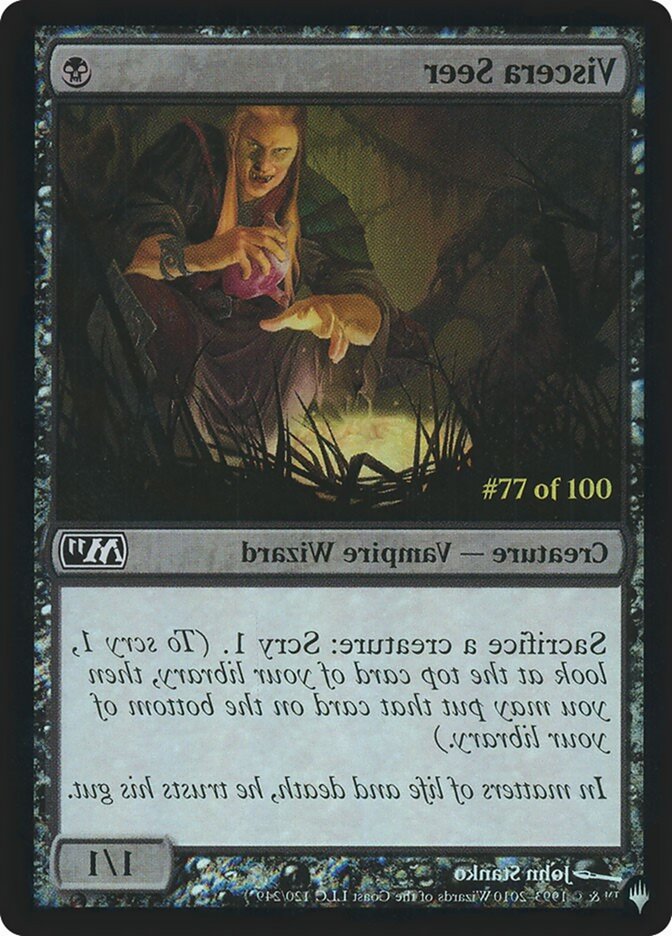 Viscera Seer
#77 of 100
Creature — Vampire Wizard
M11
Sacrifice a creature: Scry 1. (To scry 1,
look at the top card of your library, then
you may put that card on the bottom of
your library.)
In matters of life and death, he trusts his gut.
1/1
John Stanko
™ & © 1993-2010 Wizards of the Coast LLC 120/249